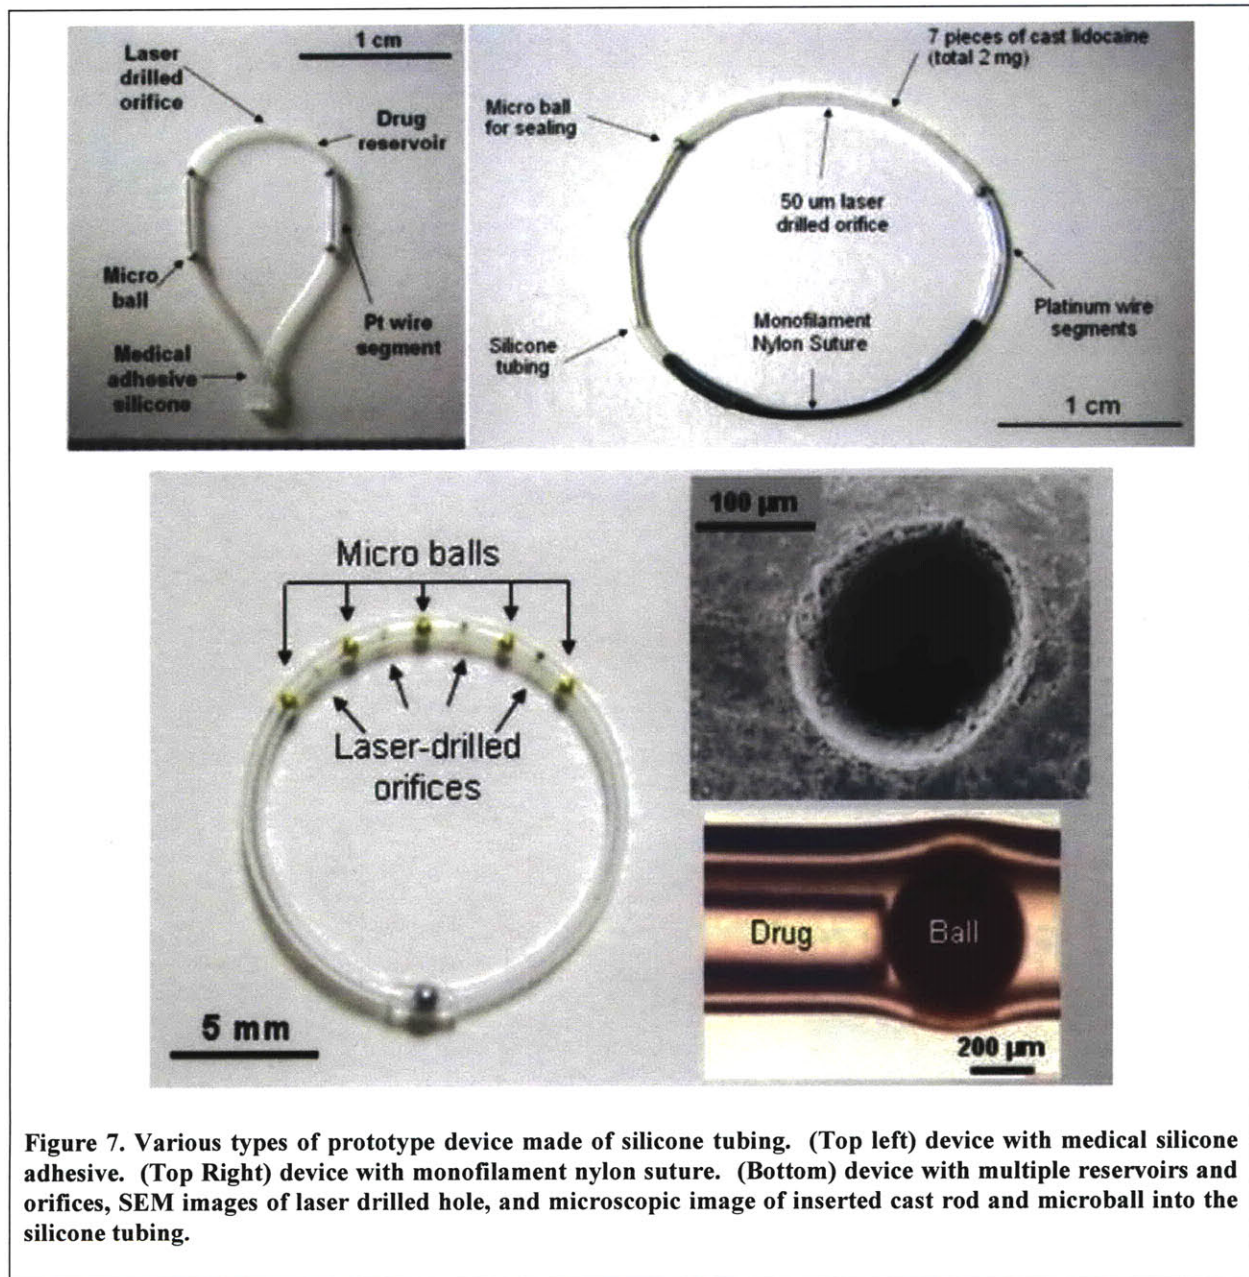 Laser
drilled
orifice
1 cm
Drug
reservoir
Micro
ball
Pt wire
segment
Medical
adhesive
silicone
7 pieces of cast lidocaine
(total 2 mg)
Micro ball
for sealing
50 um laser
drilled orifice
Platinum wire
segments
Monofilament
Nylon Suture
Silicone
tubing
1 cm
Micro balls
Laser-drilled
orifices
5 mm
100 µm
Drug
Ball
200 µm
Figure 7. Various types of prototype device made of silicone tubing. (Top left) device with medical silicone
adhesive. (Top Right) device with monofilament nylon suture. (Bottom) device with multiple reservoirs and
orifices, SEM images of laser drilled hole, and microscopic image of inserted cast rod and microball into the
silicone tubing.